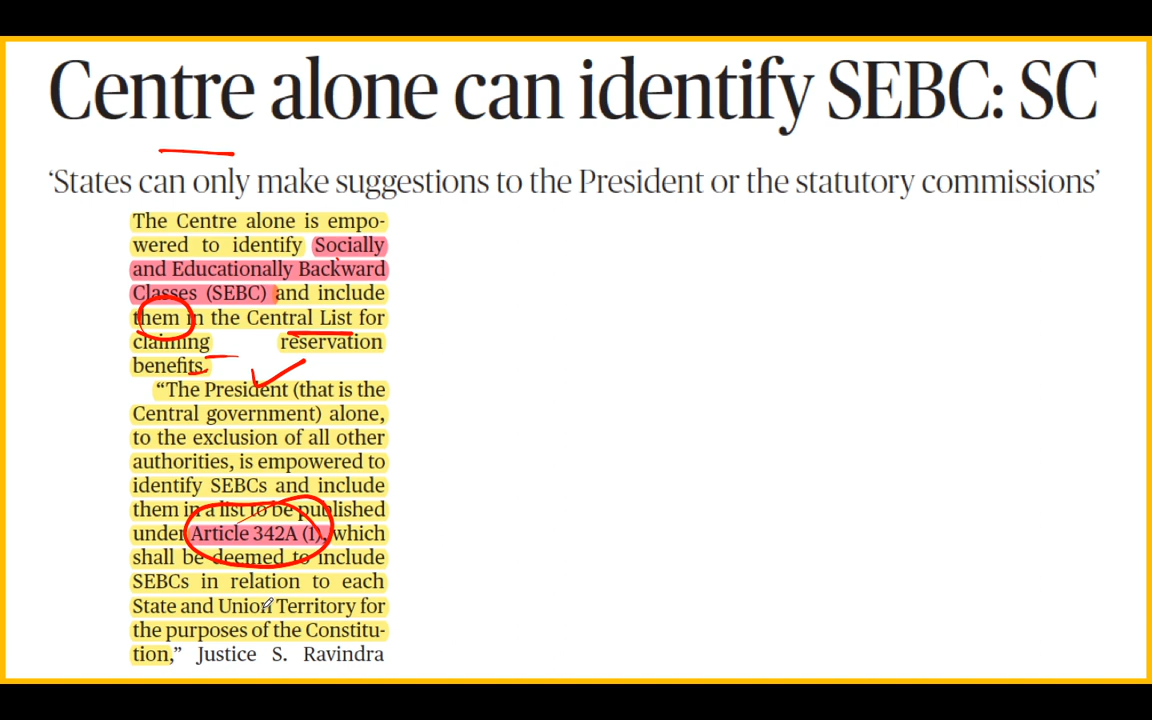 Centre alone can identify SEBC: SC
‘States can only make suggestions to the President or the statutory commissions’
The Centre alone is empo-
wered to identify Socially
and Educationally Backward
Classes (SEBC) and include
them in the Central List for
claiming reservation
benefits.
“The President (that is the
Central government) alone,
to the exclusion of all other
authorities, is empowered to
identify SEBCs and include
them in a list to be published
under Article 342A (1), which
shall be deemed to include
SEBCs in relation to each
State and Union Territory for
the purposes of the Constitu-
tion,” Justice S. Ravindra